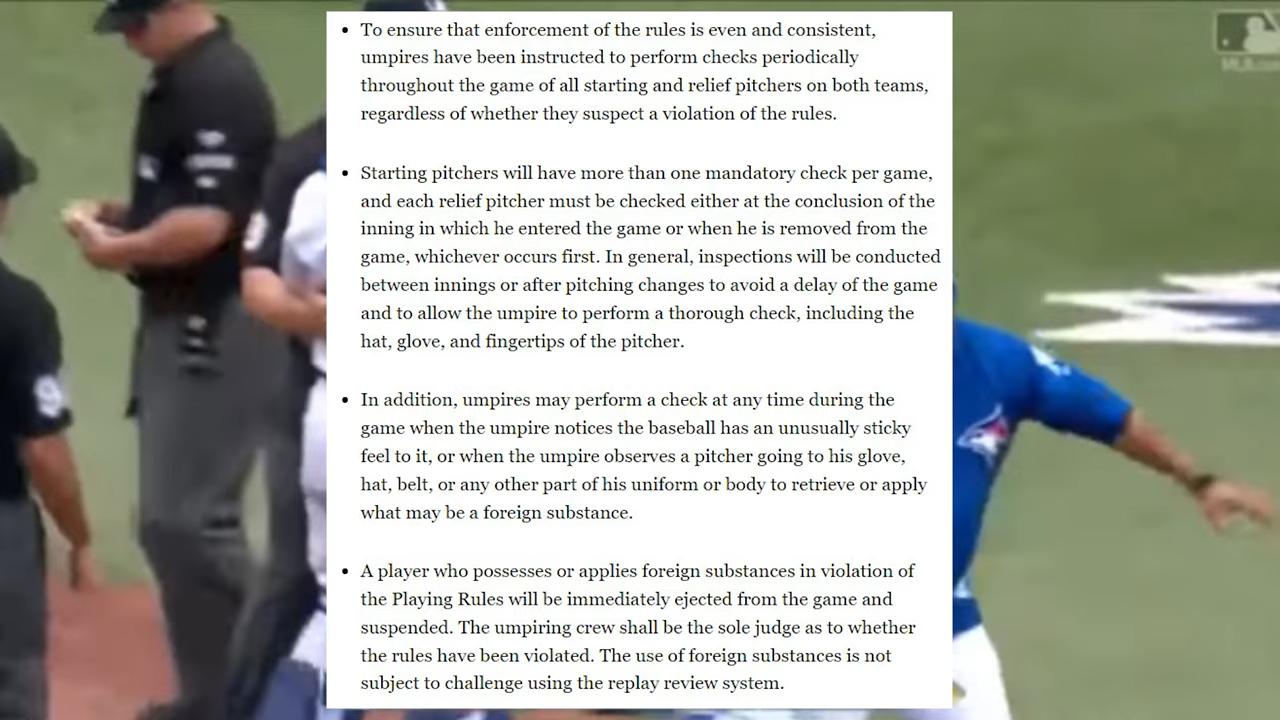 • To ensure that enforcement of the rules is even and consistent,
umpires have been instructed to perform checks periodically
throughout the game of all starting and relief pitchers on both teams,
regardless of whether they suspect a violation of the rules.
• Starting pitchers will have more than one mandatory check per game,
and each relief pitcher must be checked either at the conclusion of the
inning in which he entered the game or when he is removed from the
game, whichever occurs first. In general, inspections will be conducted
between innings or after pitching changes to avoid a delay of the game
and to allow the umpire to perform a thorough check, including the
hat, glove, and fingertips of the pitcher.
• In addition, umpires may perform a check at any time during the
game when the umpire notices the baseball has an unusually sticky
feel to it, or when the umpire observes a pitcher going to his glove,
hat, belt, or any other part of his uniform or body to retrieve or apply
what may be a foreign substance.
• A player who possesses or applies foreign substances in violation of
the Playing Rules will be immediately ejected from the game and
suspended. The umpiring crew shall be the sole judge as to whether
the rules have been violated. The use of foreign substances is not
subject to challenge using the replay review system.